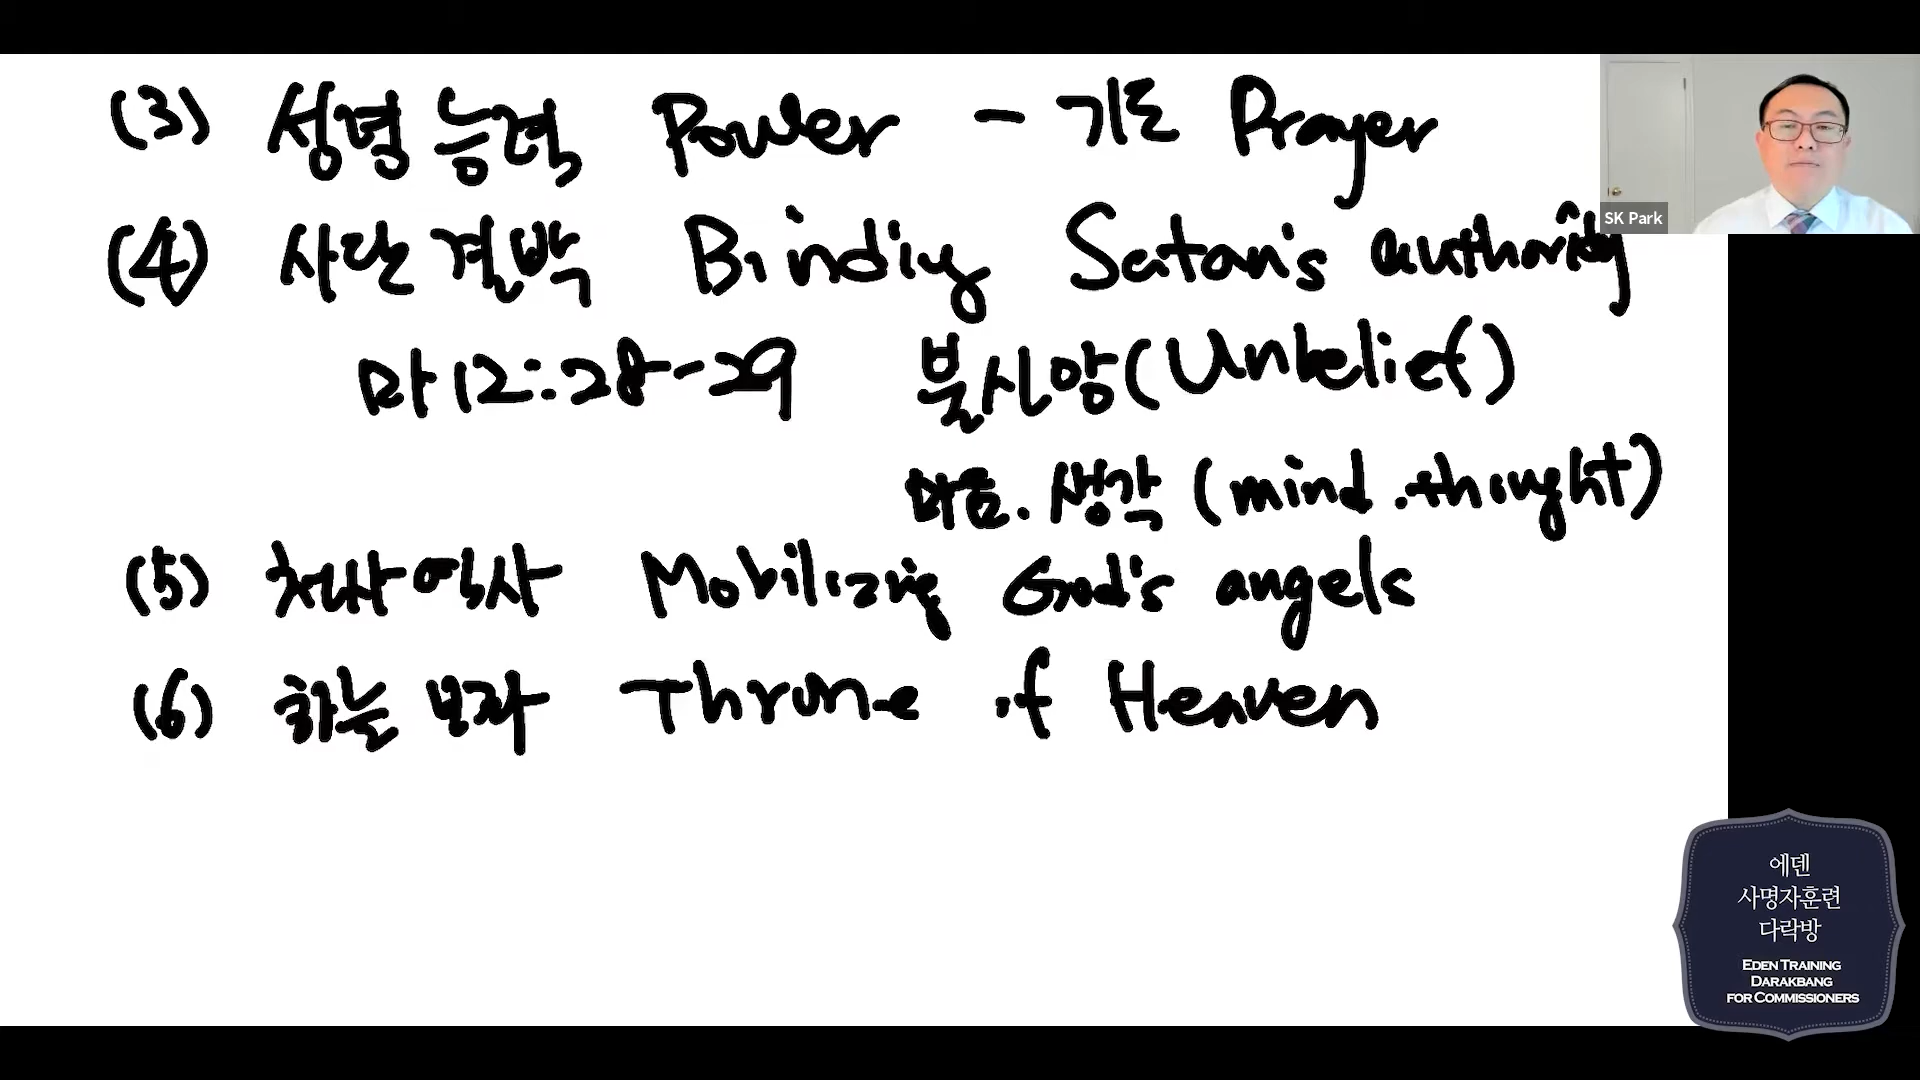 (3) 성령 능력 Power - 기도 Prayer
SK Park
(4) 사단 결박 Binding Satan's authority
마 12:28-29 불신앙 (Unbelief)
마음. 생각 (mind. thought)
(5) 천사 역사 Mobilizing God's angels
(6) 하늘 보좌 Throne of Heaven
에덴
사명자훈련
다락방
EDEN TRAINING
DARAKBANG
FOR COMMISSIONERS